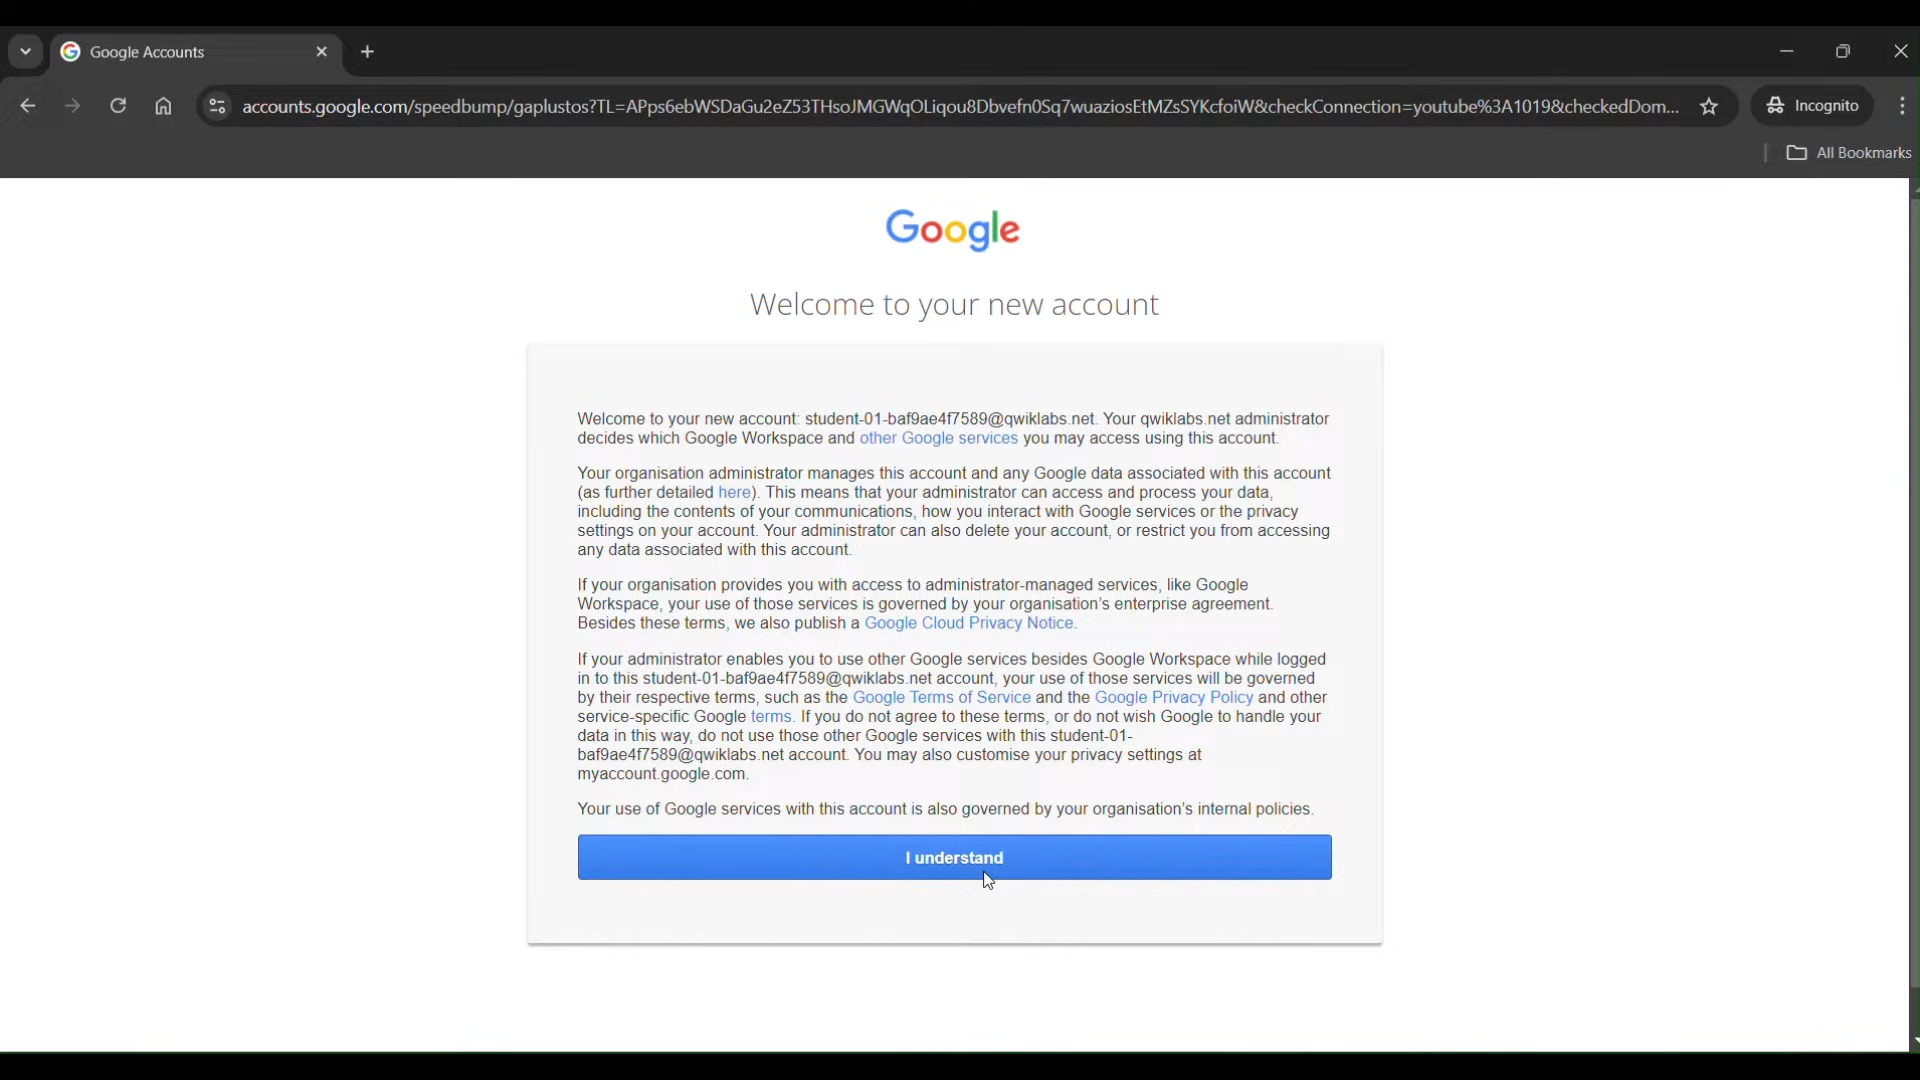 Google Accounts
accounts.google.com/speedbump/gaplustos?TL=APps6ebWSDaGu2eZ53THsoJMGWqOLiqou8Dbvefn0Sq7wuaziosEtMZsSYKcfoiW&checkConnection=youtube%3A1019&checkedDom...
Incognito
All Bookmarks
Google
Welcome to your new account
Welcome to your new account: student-01-baf9ae4f7589@qwiklabs.net. Your qwiklabs.net administrator
decides which Google Workspace and other Google services you may access using this account.
Your organisation administrator manages this account and any Google data associated with this account
(as further detailed here). This means that your administrator can access and process your data,
including the contents of your communications, how you interact with Google services or the privacy
settings on your account. Your administrator can also delete your account, or restrict you from accessing
any data associated with this account.
If your organisation provides you with access to administrator-managed services, like Google
Workspace, your use of those services is governed by your organisation's enterprise agreement.
Besides these terms, we also publish a Google Cloud Privacy Notice.
If your administrator enables you to use other Google services besides Google Workspace while logged
in to this student-01-baf9ae4f7589@qwiklabs.net account, your use of those services will be governed
by their respective terms, such as the Google Terms of Service and the Google Privacy Policy and other
service-specific Google terms. If you do not agree to these terms, or do not wish Google to handle your
data in this way, do not use those other Google services with this student-01-
baf9ae4f7589@qwiklabs.net account. You may also customise your privacy settings at
myaccount.google.com.
Your use of Google services with this account is also governed by your organisation's internal policies.
I understand